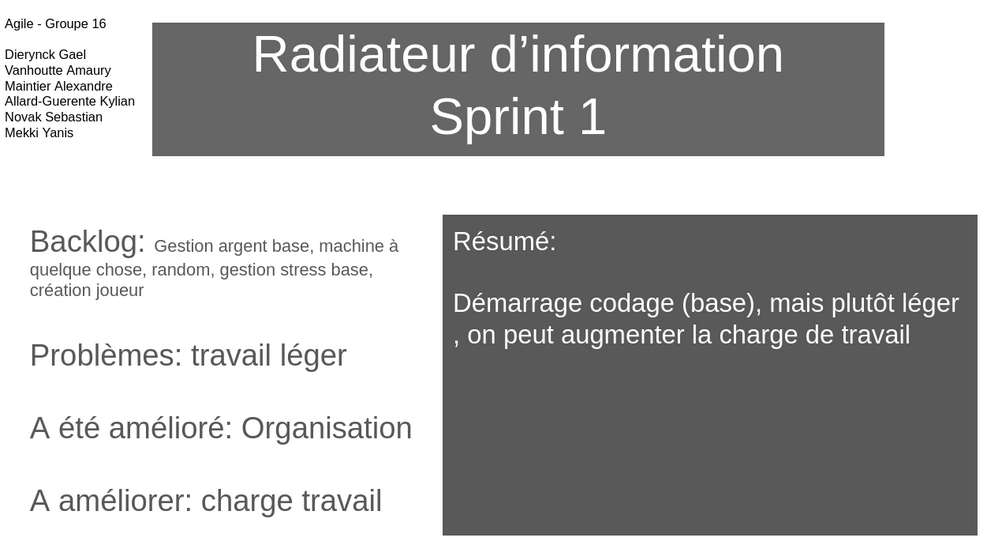 Agile - Groupe 16
Dierynck Gael
Vanhoutte Amaury
Maintier Alexandre
Allard-Guerente Kylian
Novak Sebastian
Mekki Yanis
Radiateur d’information
Sprint 1
Backlog: Gestion argent base, machine à
quelque chose, random, gestion stress base,
création joueur
Problèmes: travail léger
A été amélioré: Organisation
A améliorer: charge travail
Résumé:
Démarrage codage (base), mais plutôt léger
, on peut augmenter la charge de travail